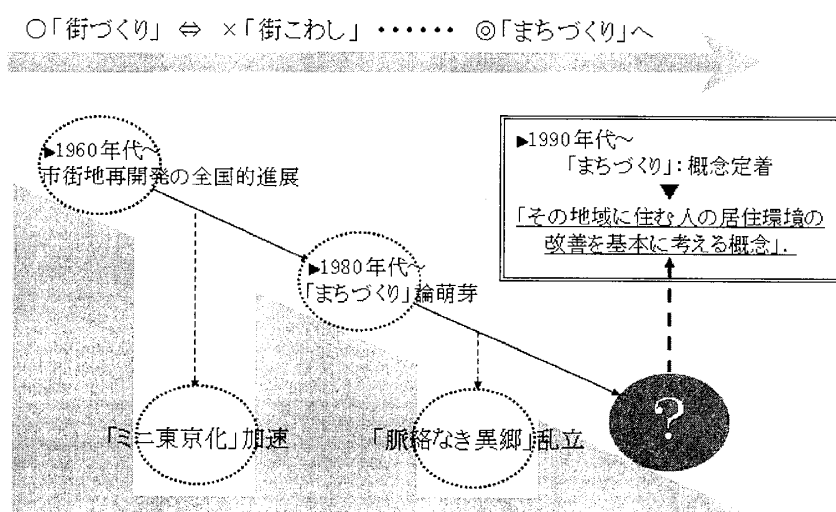 ○「街づくり」 ⇔ ×「街こわし」 ‥‥‥ ◎「まちづくり」へ
▶1960年代～
市街地再開発の全国的進展
▶1990年代～
「まちづくり」:概念定着
▼
「その地域に住む人の居住環境の
改善を基本に考える概念」.
▶1980年代～
「まちづくり」論萌芽
「ミニ東京化」加速
「脈絡なき異郷」乱立
?